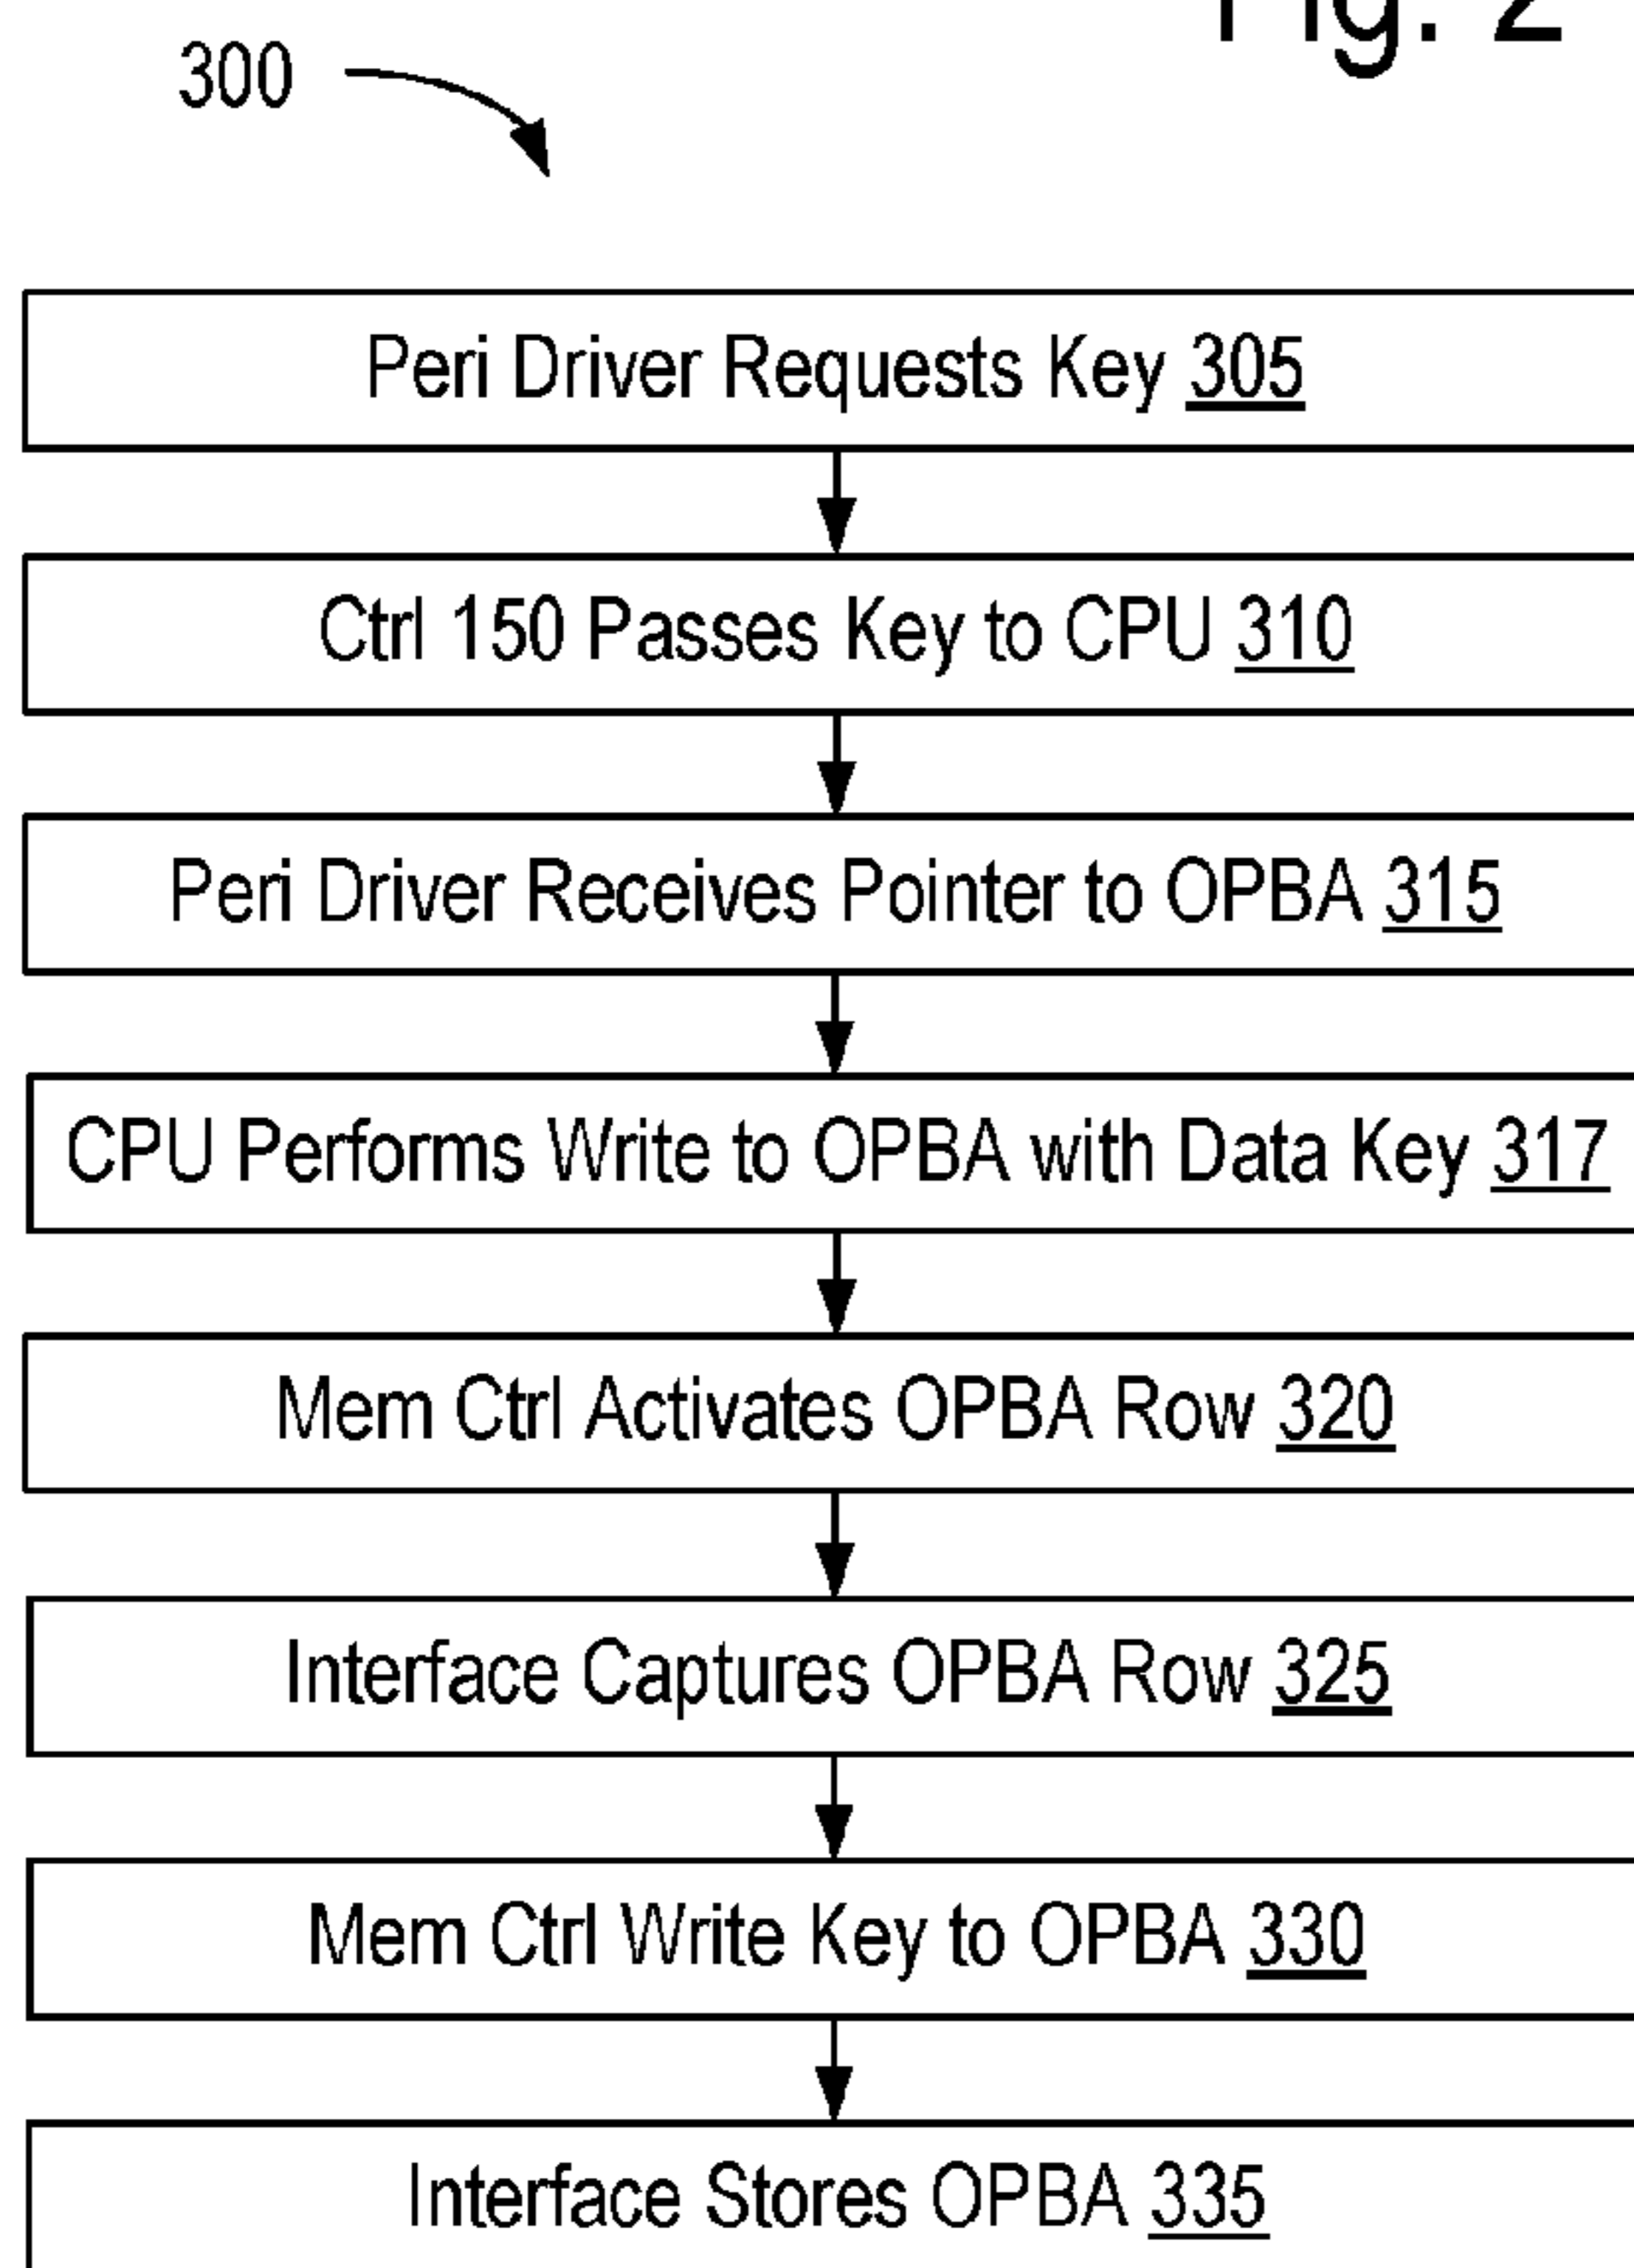 Fig. 2
300
Peri Driver Requests Key 305
Ctrl 150 Passes Key to CPU 310
Peri Driver Receives Pointer to OPBA 315
CPU Performs Write to OPBA with Data Key 317
Mem Ctrl Activates OPBA Row 320
Interface Captures OPBA Row 325
Mem Ctrl Write Key to OPBA 330
Interface Stores OPBA 335